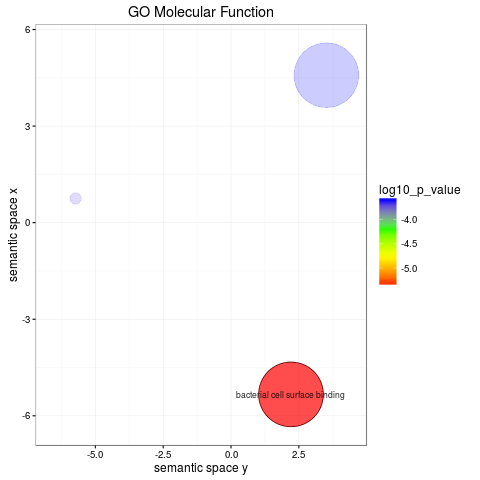 GO Molecular Function
6
3
0
-3
-6
semantic space x
-5.0
-2.5
0.0
2.5
semantic space y
bacterial cell surface binding
log10_p_value
-4.0
-4.5
-5.0